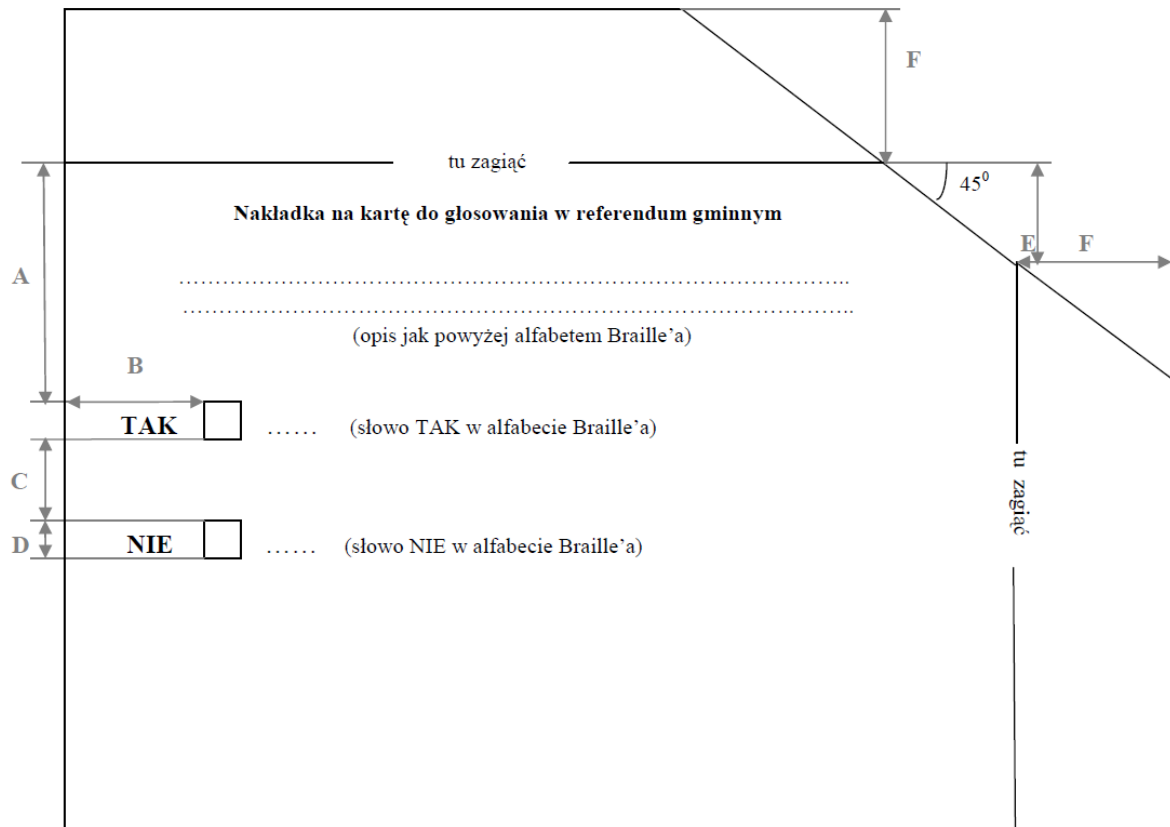 F
tu zagiąć
45⁰
Nakładka na kartę do głosowania w referendum gminnym
E F
A
………………………………………………………………………………..
………………………………………………………………………………..
(opis jak powyżej alfabetem Braille’a)
B
TAK …… (słowo TAK w alfabecie Braille’a)
C
tu zagiąć
D NIE …… (słowo NIE w alfabecie Braille’a)